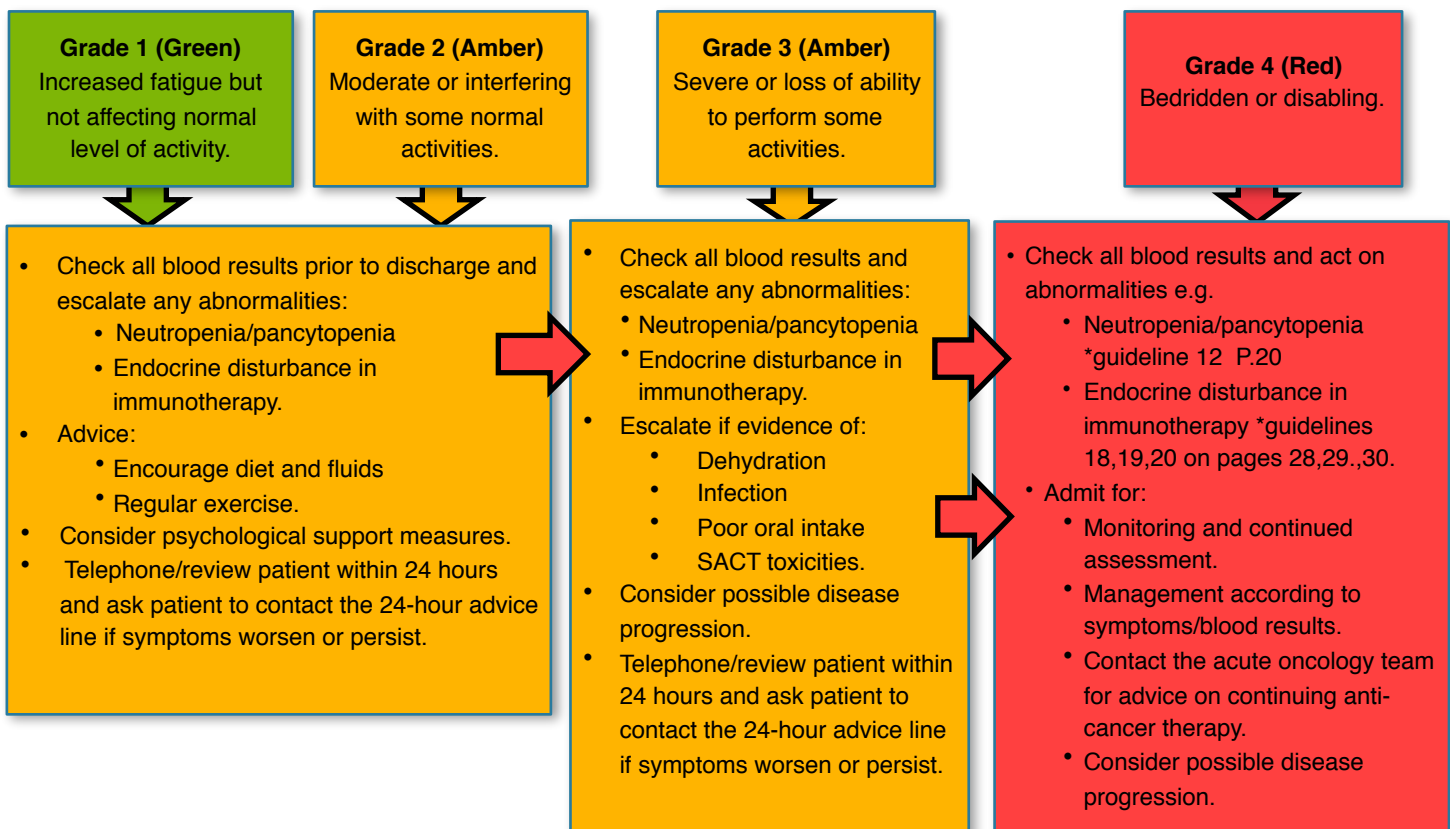 Grade 1 (Green)
Increased fatigue but
not affecting normal
level of activity.
Grade 2 (Amber)
Moderate or interfering
with some normal
activities.
Grade 3 (Amber)
Severe or loss of ability
to perform some
activities.
Grade 4 (Red)
Bedridden or disabling.
• Check all blood results prior to discharge and
escalate any abnormalities:
• Neutropenia/pancytopenia
• Endocrine disturbance in
immunotherapy.
• Advice:
• Encourage diet and fluids
• Regular exercise.
• Consider psychological support measures.
• Telephone/review patient within 24 hours
and ask patient to contact the 24-hour advice
line if symptoms worsen or persist.
• Check all blood results and
escalate any abnormalities:
• Neutropenia/pancytopenia
• Endocrine disturbance in
immunotherapy.
• Escalate if evidence of:
• Dehydration
• Infection
• Poor oral intake
• SACT toxicities.
• Consider possible disease
progression.
• Telephone/review patient within
24 hours and ask patient to
contact the 24-hour advice line
if symptoms worsen or persist.
• Check all blood results and act on
abnormalities e.g.
• Neutropenia/pancytopenia
*guideline 12 P.20
• Endocrine disturbance in
immunotherapy *guidelines
18,19,20 on pages 28,29.,30.
• Admit for:
• Monitoring and continued
assessment.
• Management according to
symptoms/blood results.
• Contact the acute oncology team
for advice on continuing anti-
cancer therapy.
• Consider possible disease
progression.